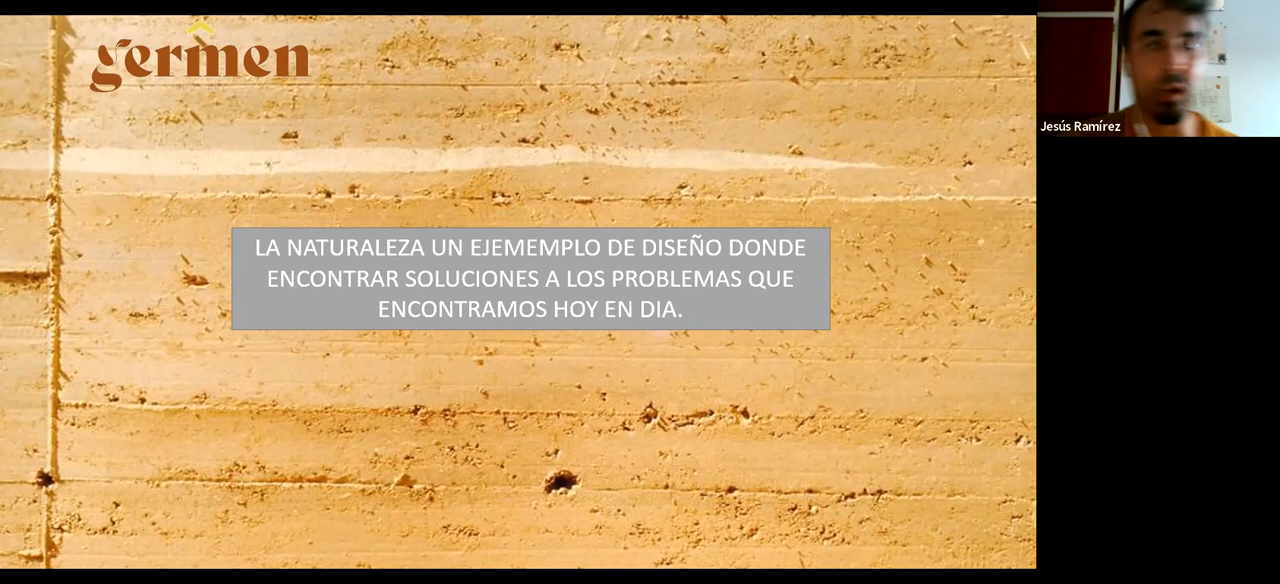 germen
LA NATURALEZA UN EJEMEMPLO DE DISEÑO DONDE
ENCONTRAR SOLUCIONES A LOS PROBLEMAS QUE
ENCONTRAMOS HOY EN DIA.
Jesús Ramírez